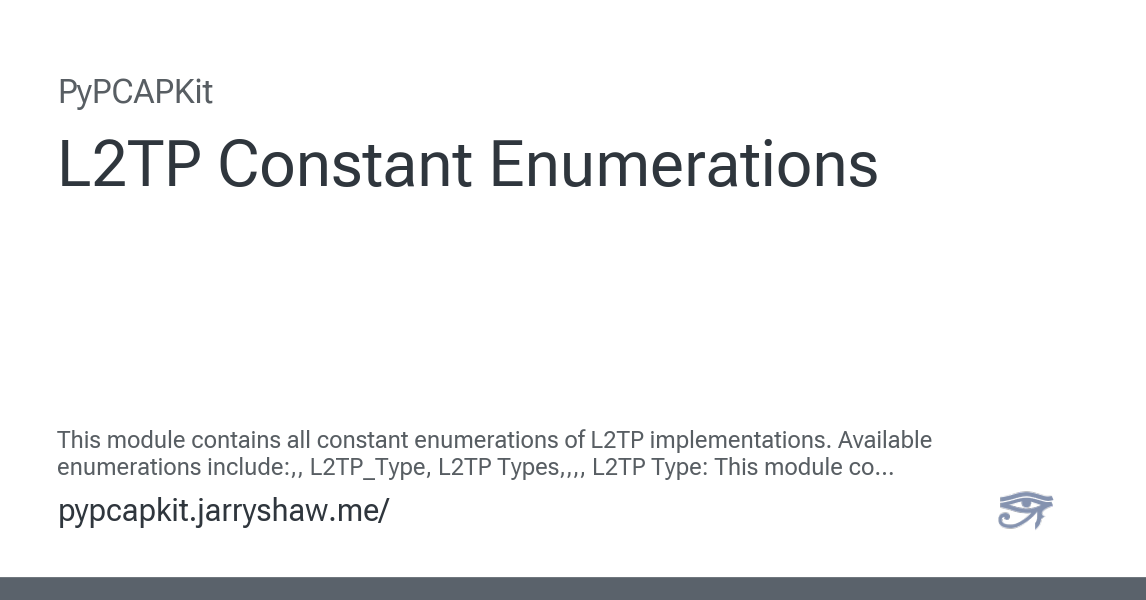 PyPCAPKit
L2TP Constant Enumerations
This module contains all constant enumerations of L2TP implementations. Available
enumerations include:,, L2TP_Type, L2TP Types,,,, L2TP Type: This module co...
pypcapkit.jarryshaw.me/